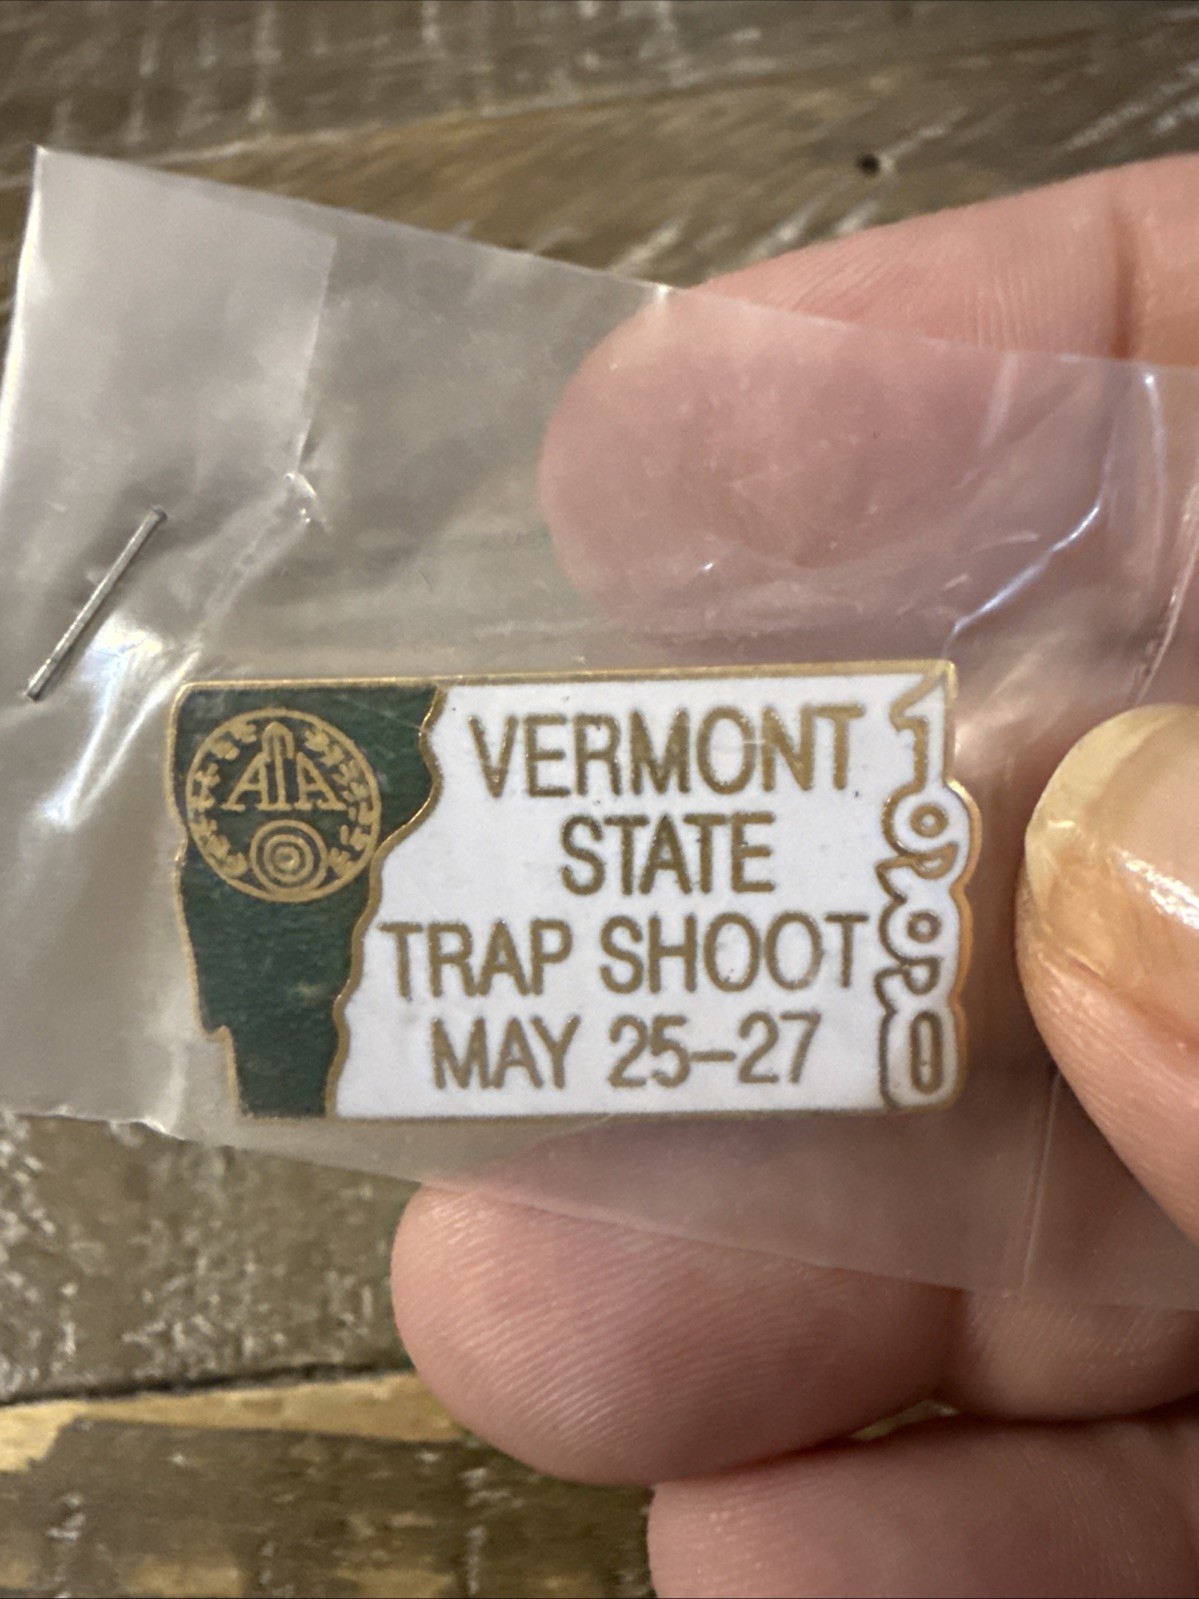 ATA
VERMONT
STATE
TRAP SHOOT
MAY 25-27
1990